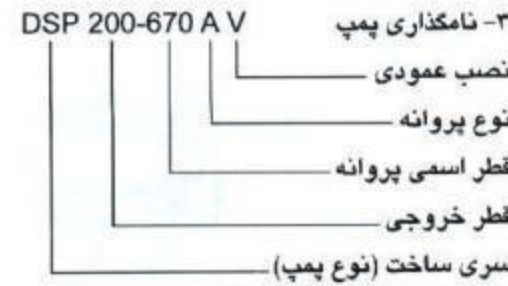 ۳- نامگذاری پمپ
DSP 200-670 A V
نصب عمودی
نوع پروانه
قطر اسمی پروانه
قطر خروجی
سری ساخت (نوع پمپ)